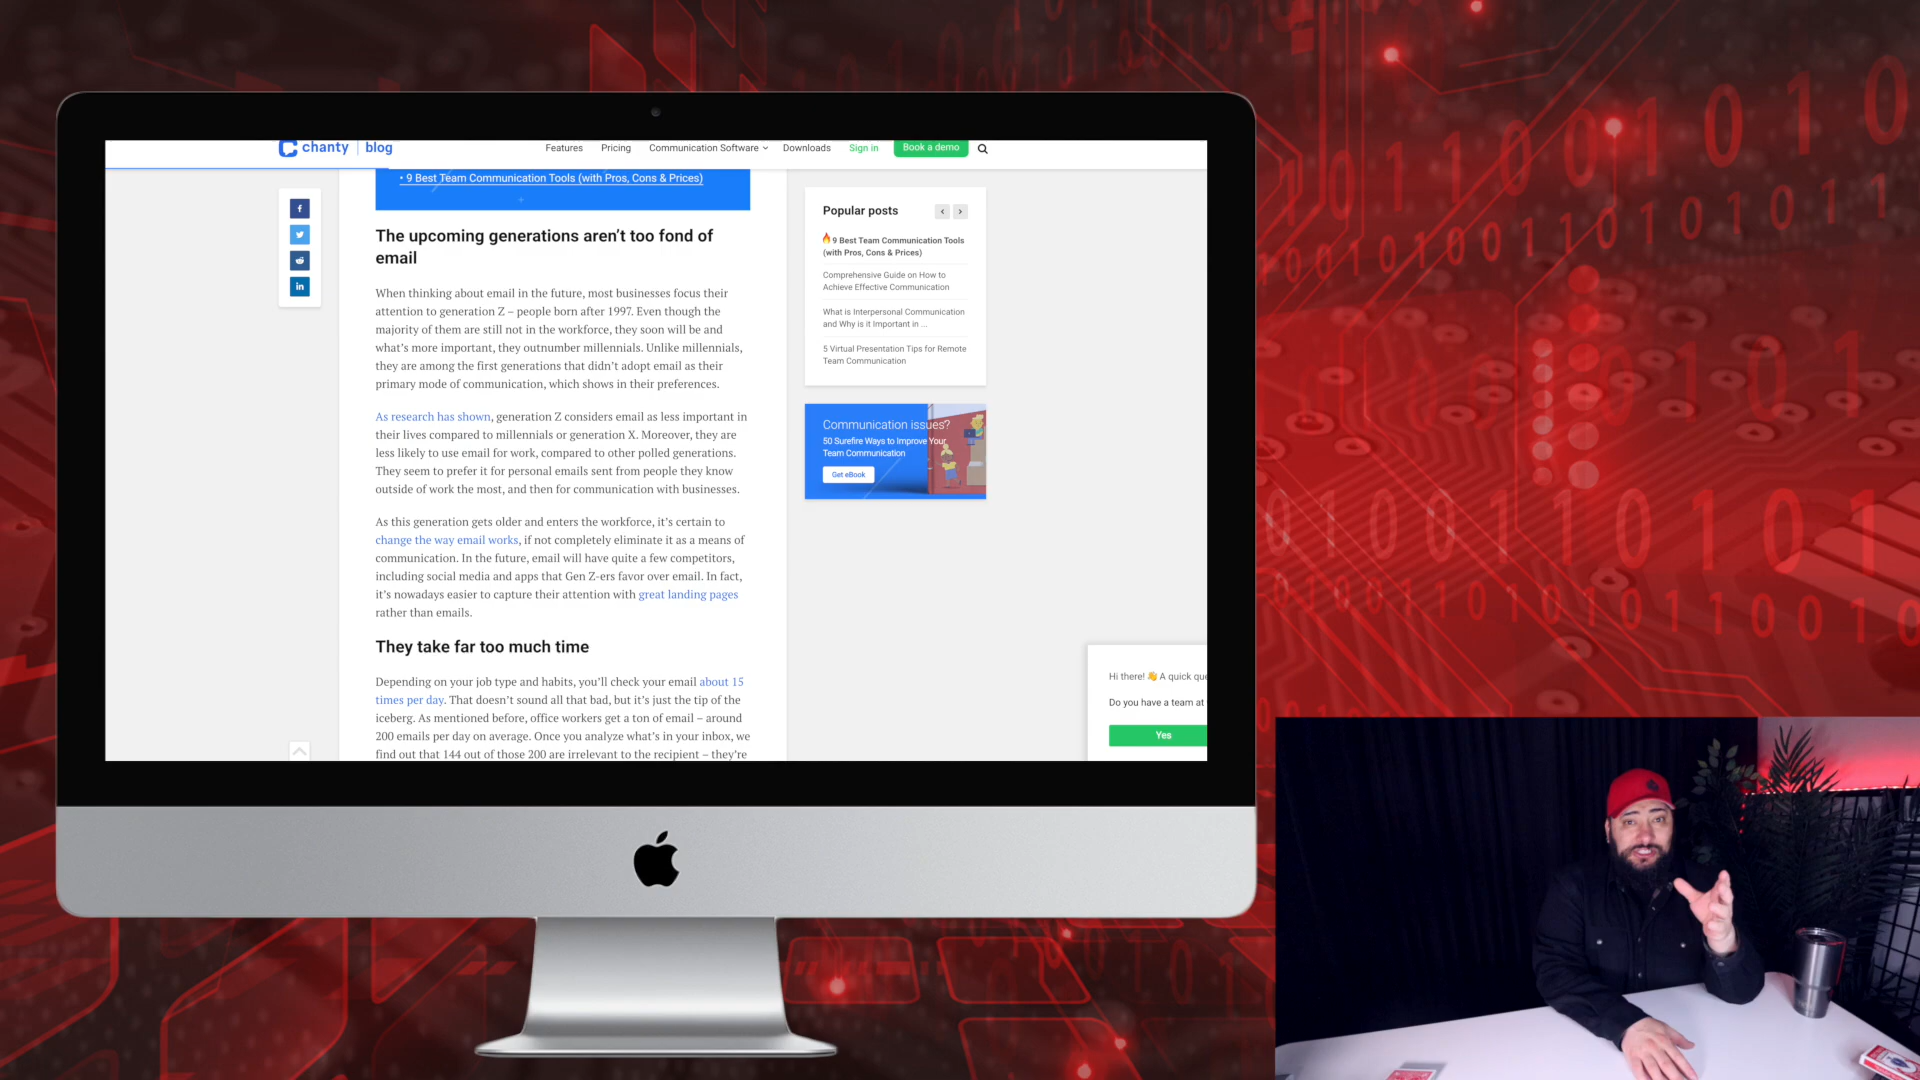 chanty | blog
Features
Pricing
Communication Software
Downloads
Sign in
Book a demo
• 9 Best Team Communication Tools (with Pros, Cons & Prices)
The upcoming generations aren’t too fond of
email
When thinking about email in the future, most businesses focus their
attention to generation Z – people born after 1997. Even though the
majority of them are still not in the workforce, they soon will be and
what’s more important, they outnumber millennials. Unlike millennials,
they are among the first generations that didn’t adopt email as their
primary mode of communication, which shows in their preferences.
As research has shown, generation Z considers email as less important in
their lives compared to millennials or generation X. Moreover, they are
less likely to use email for work, compared to other polled generations.
They seem to prefer it for personal emails sent from people they know
outside of work the most, and then for communication with businesses.
As this generation gets older and enters the workforce, it’s certain to
change the way email works, if not completely eliminate it as a means of
communication. In the future, email will have quite a few competitors,
including social media and apps that Gen Z-ers favor over email. In fact,
it’s nowadays easier to capture their attention with great landing pages
rather than emails.
They take far too much time
Depending on your job type and habits, you’ll check your email about 15
times per day. That doesn’t sound all that bad, but it’s just the tip of the
iceberg. As mentioned before, office workers get a ton of email – around
200 emails per day on average. Once you analyze what’s in your inbox, we
find out that 144 out of those 200 are irrelevant to the recipient – they’re
Popular posts
🔥9 Best Team Communication Tools
(with Pros, Cons & Prices)
Comprehensive Guide on How to
Achieve Effective Communication
What is Interpersonal Communication
and Why is it Important in ...
5 Virtual Presentation Tips for Remote
Team Communication
Communication issues?
50 Surefire Ways to Improve Your
Team Communication
Get eBook
Hi there! 👋 A quick que
Do you have a team at
Yes